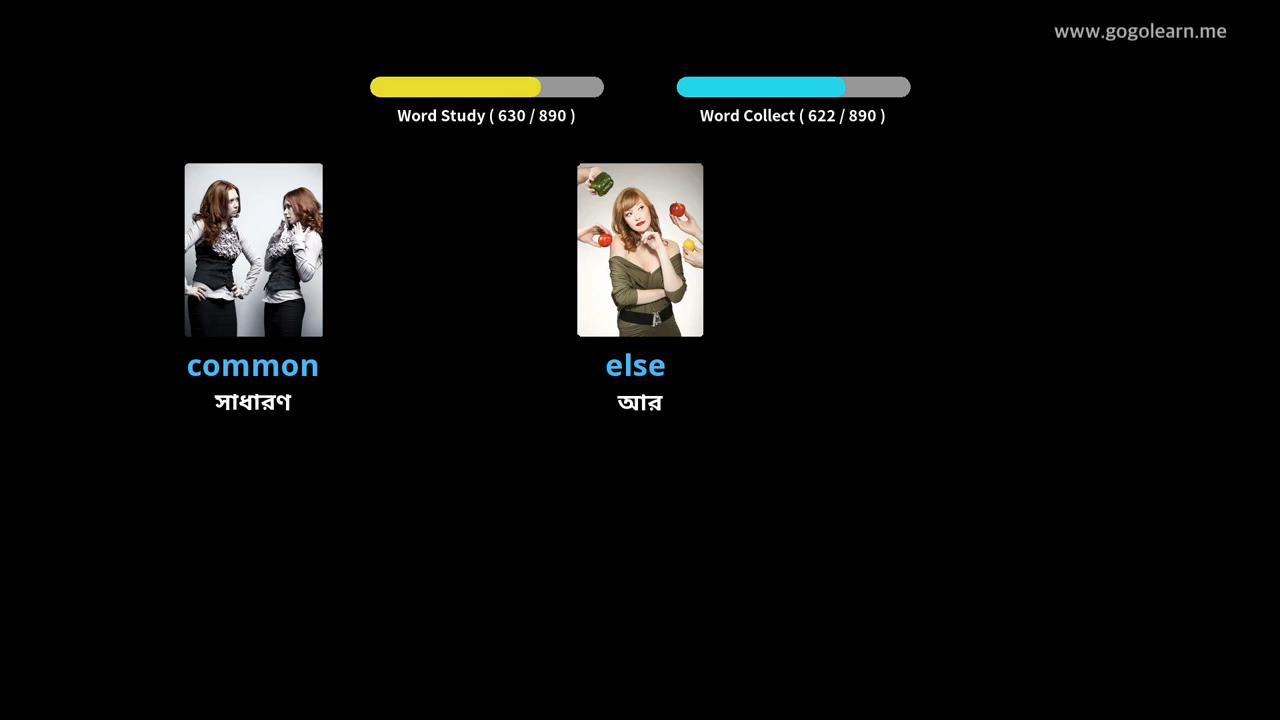 www.gogolearn.me
Word Study ( 630 / 890 )
Word Collect ( 622 / 890 )
common
সাধারণ
else
আর